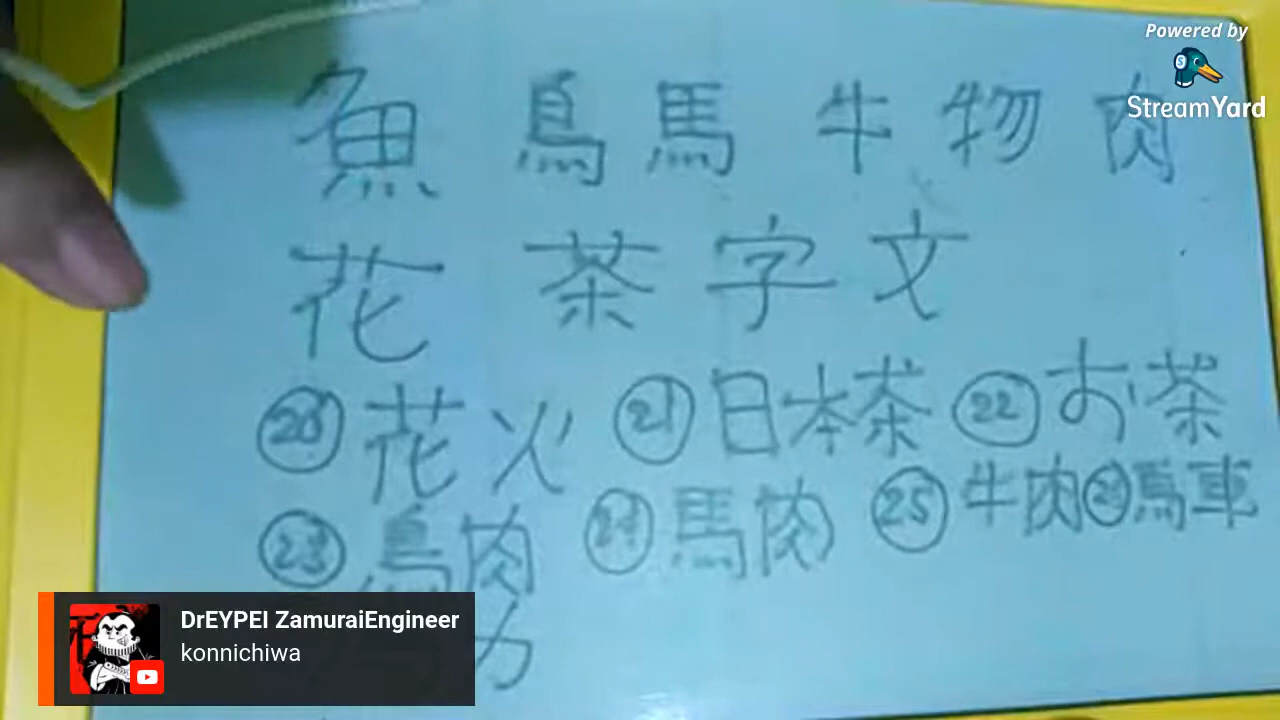 Powered by
StreamYard
魚 鳥 馬 牛 物 肉
花 茶 字 文
⑳ 花火 ㉑ 日本茶 ㉒ お茶
㉓ 鳥肉 ㉔ 馬肉 ㉕ 牛肉 ㉖ 馬車
DrEYPEI ZamuraiEngineer
konnichiwa